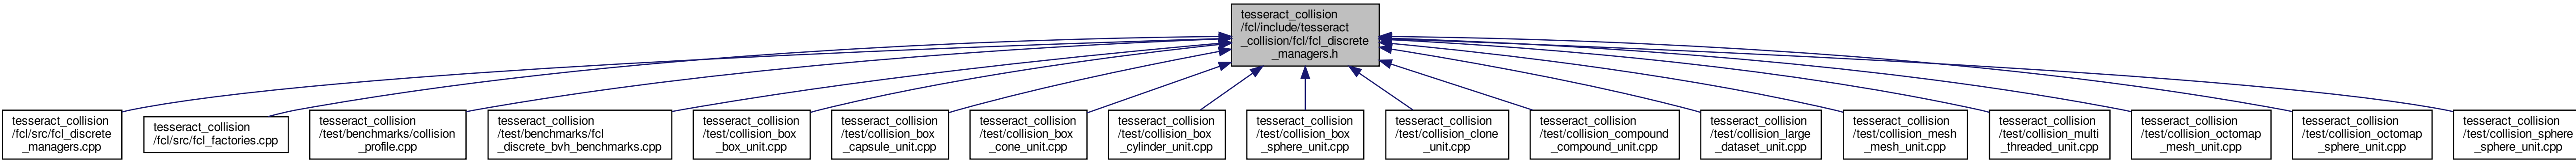 tesseract_collision
/fcl/include/tesseract
_collision/fcl/fcl_discrete
_managers.h
tesseract_collision
/fcl/src/fcl_discrete
_managers.cpp
tesseract_collision
/fcl/src/fcl_factories.cpp
tesseract_collision
/test/benchmarks/collision
_profile.cpp
tesseract_collision
/test/benchmarks/fcl
_discrete_bvh_benchmarks.cpp
tesseract_collision
/test/collision_box
_box_unit.cpp
tesseract_collision
/test/collision_box
_capsule_unit.cpp
tesseract_collision
/test/collision_box
_cone_unit.cpp
tesseract_collision
/test/collision_box
_cylinder_unit.cpp
tesseract_collision
/test/collision_box
_sphere_unit.cpp
tesseract_collision
/test/collision_clone
_unit.cpp
tesseract_collision
/test/collision_compound
_compound_unit.cpp
tesseract_collision
/test/collision_large
_dataset_unit.cpp
tesseract_collision
/test/collision_mesh
_mesh_unit.cpp
tesseract_collision
/test/collision_multi
_threaded_unit.cpp
tesseract_collision
/test/collision_octomap
_mesh_unit.cpp
tesseract_collision
/test/collision_octomap
_sphere_unit.cpp
tesseract_collision
/test/collision_sphere
_sphere_unit.cpp